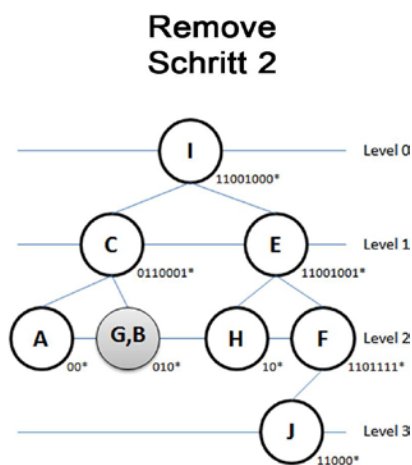 Remove
Schritt 2
I
Level 0
11001000*
C
E
Level 1
0110001*
11001001*
A
G,B
H
F
Level 2
00*
010*
10*
1101111*
J
Level 3
11000*